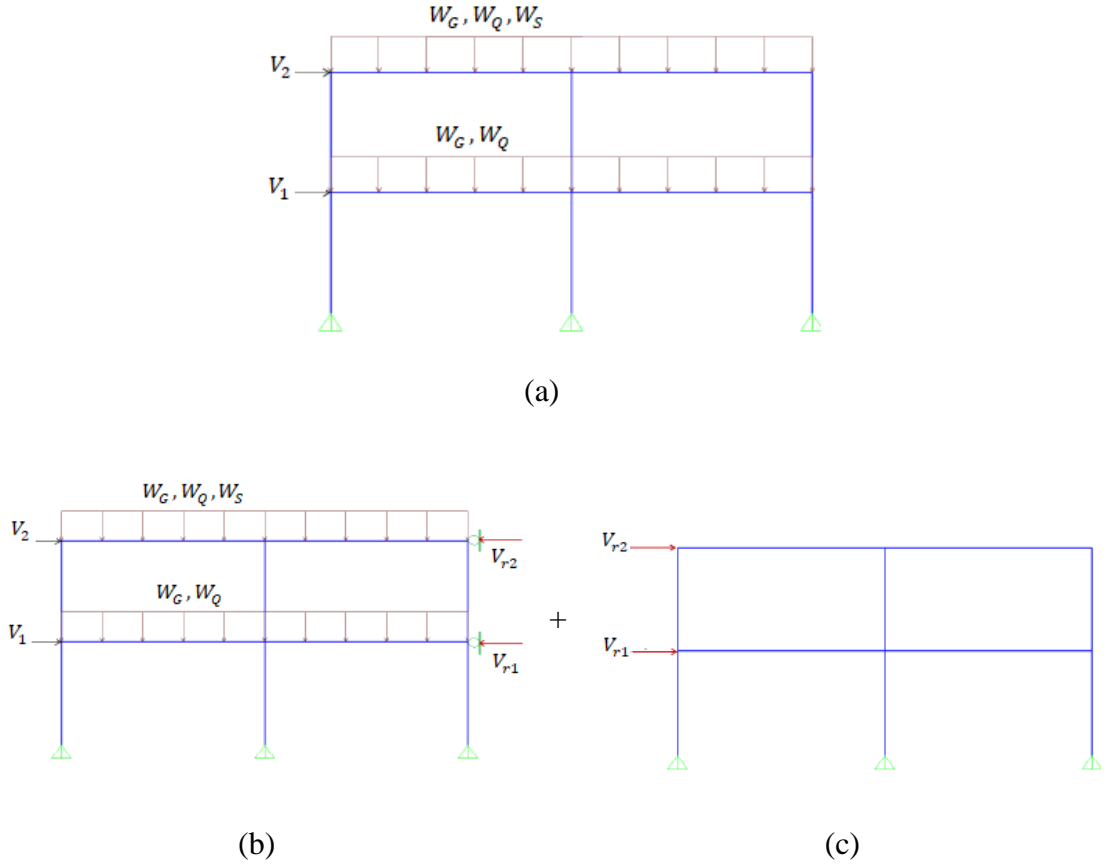 W_G, W_Q, W_S
V_2
W_G, W_Q
V_1
(a)
W_G, W_Q, W_S
V_2
V_r2
W_G, W_Q
V_1
V_r1
+
V_r2
V_r1
(b)
(c)